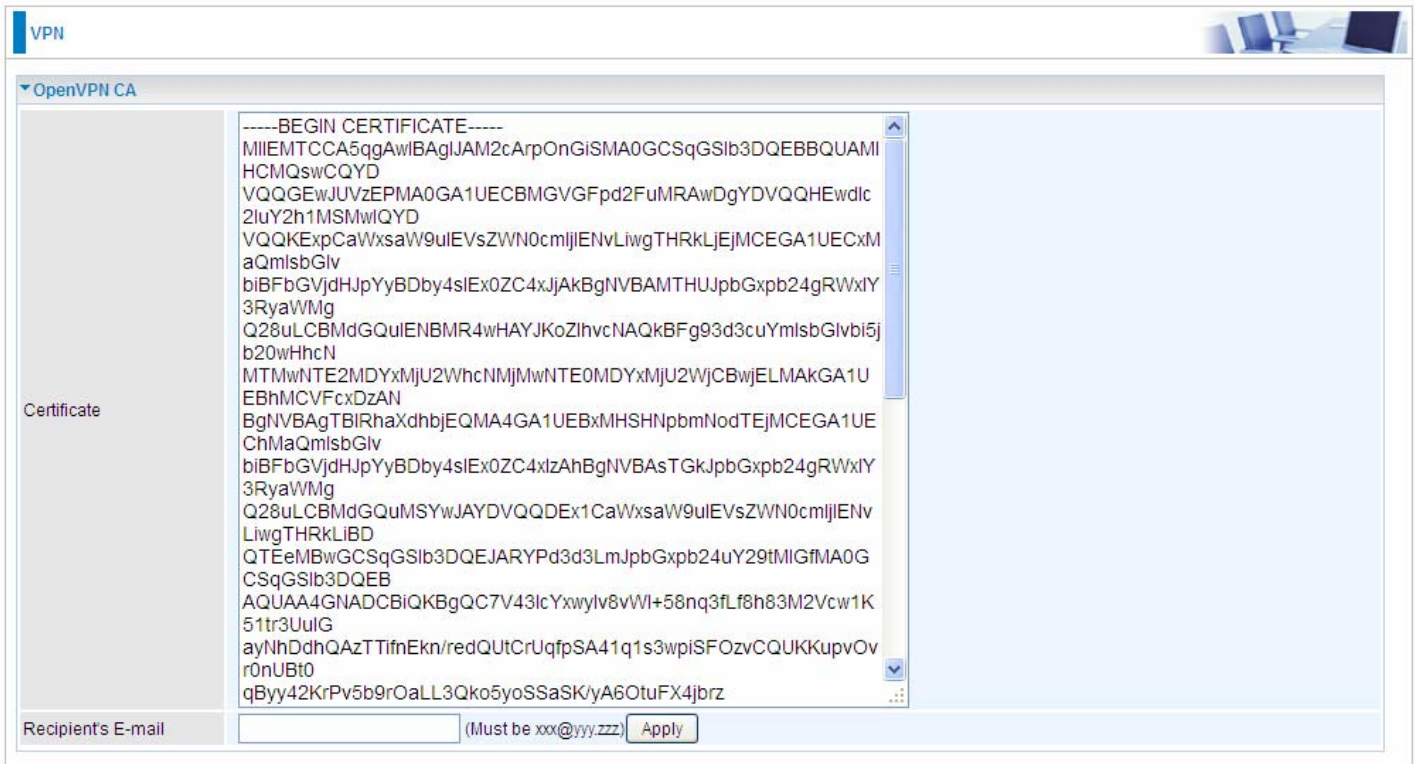 VPN
OpenVPN CA
Certificate
-----BEGIN CERTIFICATE-----
MIIEMTCCA5qgAwIBAgIJAM2cArpOnGiSMA0GCSqGSIb3DQEBBQUAMI
HCMQswCQYD
VQQGEwJUVzEPMA0GA1UECBMGVGFpd2FuMRAwDgYDVQQHEwdIc
2luY2h1MSMwIQYD
VQQKExpCaWxsaW9uIEVsZWN0cmljIENvLiwgTHRkLjEjMCEGA1UECxM
aQmlsbGlv
biBFbGVjdHJpYyBDby4sIEx0ZC4xJjAkBgNVBAMTHUJpbGxpb24gRWxlY
3RyaWMg
Q28uLCBMdGQuIENBMR4wHAYJKoZIhvcNAQkBFg93d3cuYmlsbGlvbi5j
b20wHhcN
MTMwNTE2MDYxMjU2WhcNMjMwNTE0MDYxMjU2WjCBwjELMAkGA1U
EBhMCVFcxDzAN
BgNVBAgTBlRhaXdhbjEQMA4GA1UEBxMHSHNpbmNodTEjMCEGA1UE
ChMaQmlsbGlv
biBFbGVjdHJpYyBDby4sIEx0ZC4xIzAhBgNVBAsTGkJpbGxpb24gRWxlY
3RyaWMg
Q28uLCBMdGQuMSYwJAYDVQQDEx1CaWxsaW9uIEVsZWN0cmljIENv
LiwgTHRkLiBD
QTEeMBwGCSqGSIb3DQEJARYPd3d3LmJpbGxpb24uY29tMIGfMA0G
CSqGSIb3DQEB
AQUAA4GNADCBiQKBgQC7V43IcYxwylv8vWI+58nq3fLf8h83M2Vcw1K
51tr3UuIG
ayNhDdhQAzTTifnEkn/redQUtCrUqfpSA41q1s3wpiSFOzvCQUKKupvOv
r0nUBt0
qByy42KrPv5b9rOaLL3Qko5yoSSaSK/yA6OtuFX4jbrz
Recipient's E-mail
(Must be xxx@yyy.zzz) Apply